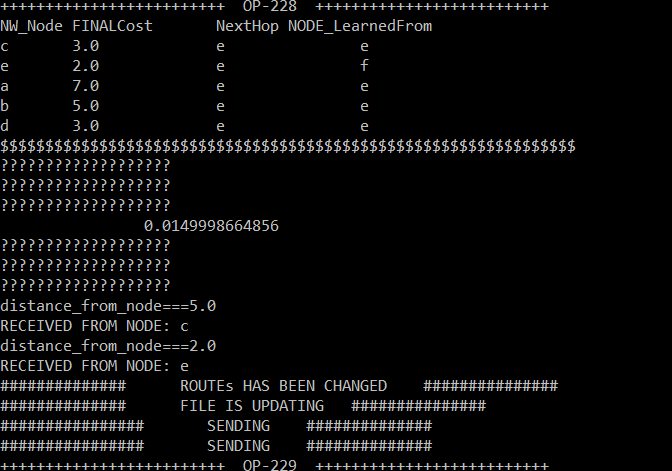 +++++++++++++++++++++++++  OP-228  ++++++++++++++++++++++++++
NW_Node FINALCost       NextHop NODE_LearnedFrom
c       3.0             e               e
e       2.0             e               f
a       7.0             e               e
b       5.0             e               e
d       3.0             e               e
$$$$$$$$$$$$$$$$$$$$$$$$$$$$$$$$$$$$$$$$$$$$$$$$$$$$$$$$$$$$$$$$
???????????????????
???????????????????
???????????????????
                0.0149998664856
???????????????????
???????????????????
???????????????????
distance_from_node===5.0
RECEIVED FROM NODE: c
distance_from_node===2.0
RECEIVED FROM NODE: e
##############      ROUTEs HAS BEEN CHANGED    ###############
##############      FILE IS UPDATING   ###############
################       SENDING    ##############
################       SENDING    ##############
+++++++++++++++++++++++++  OP-229  ++++++++++++++++++++++++++